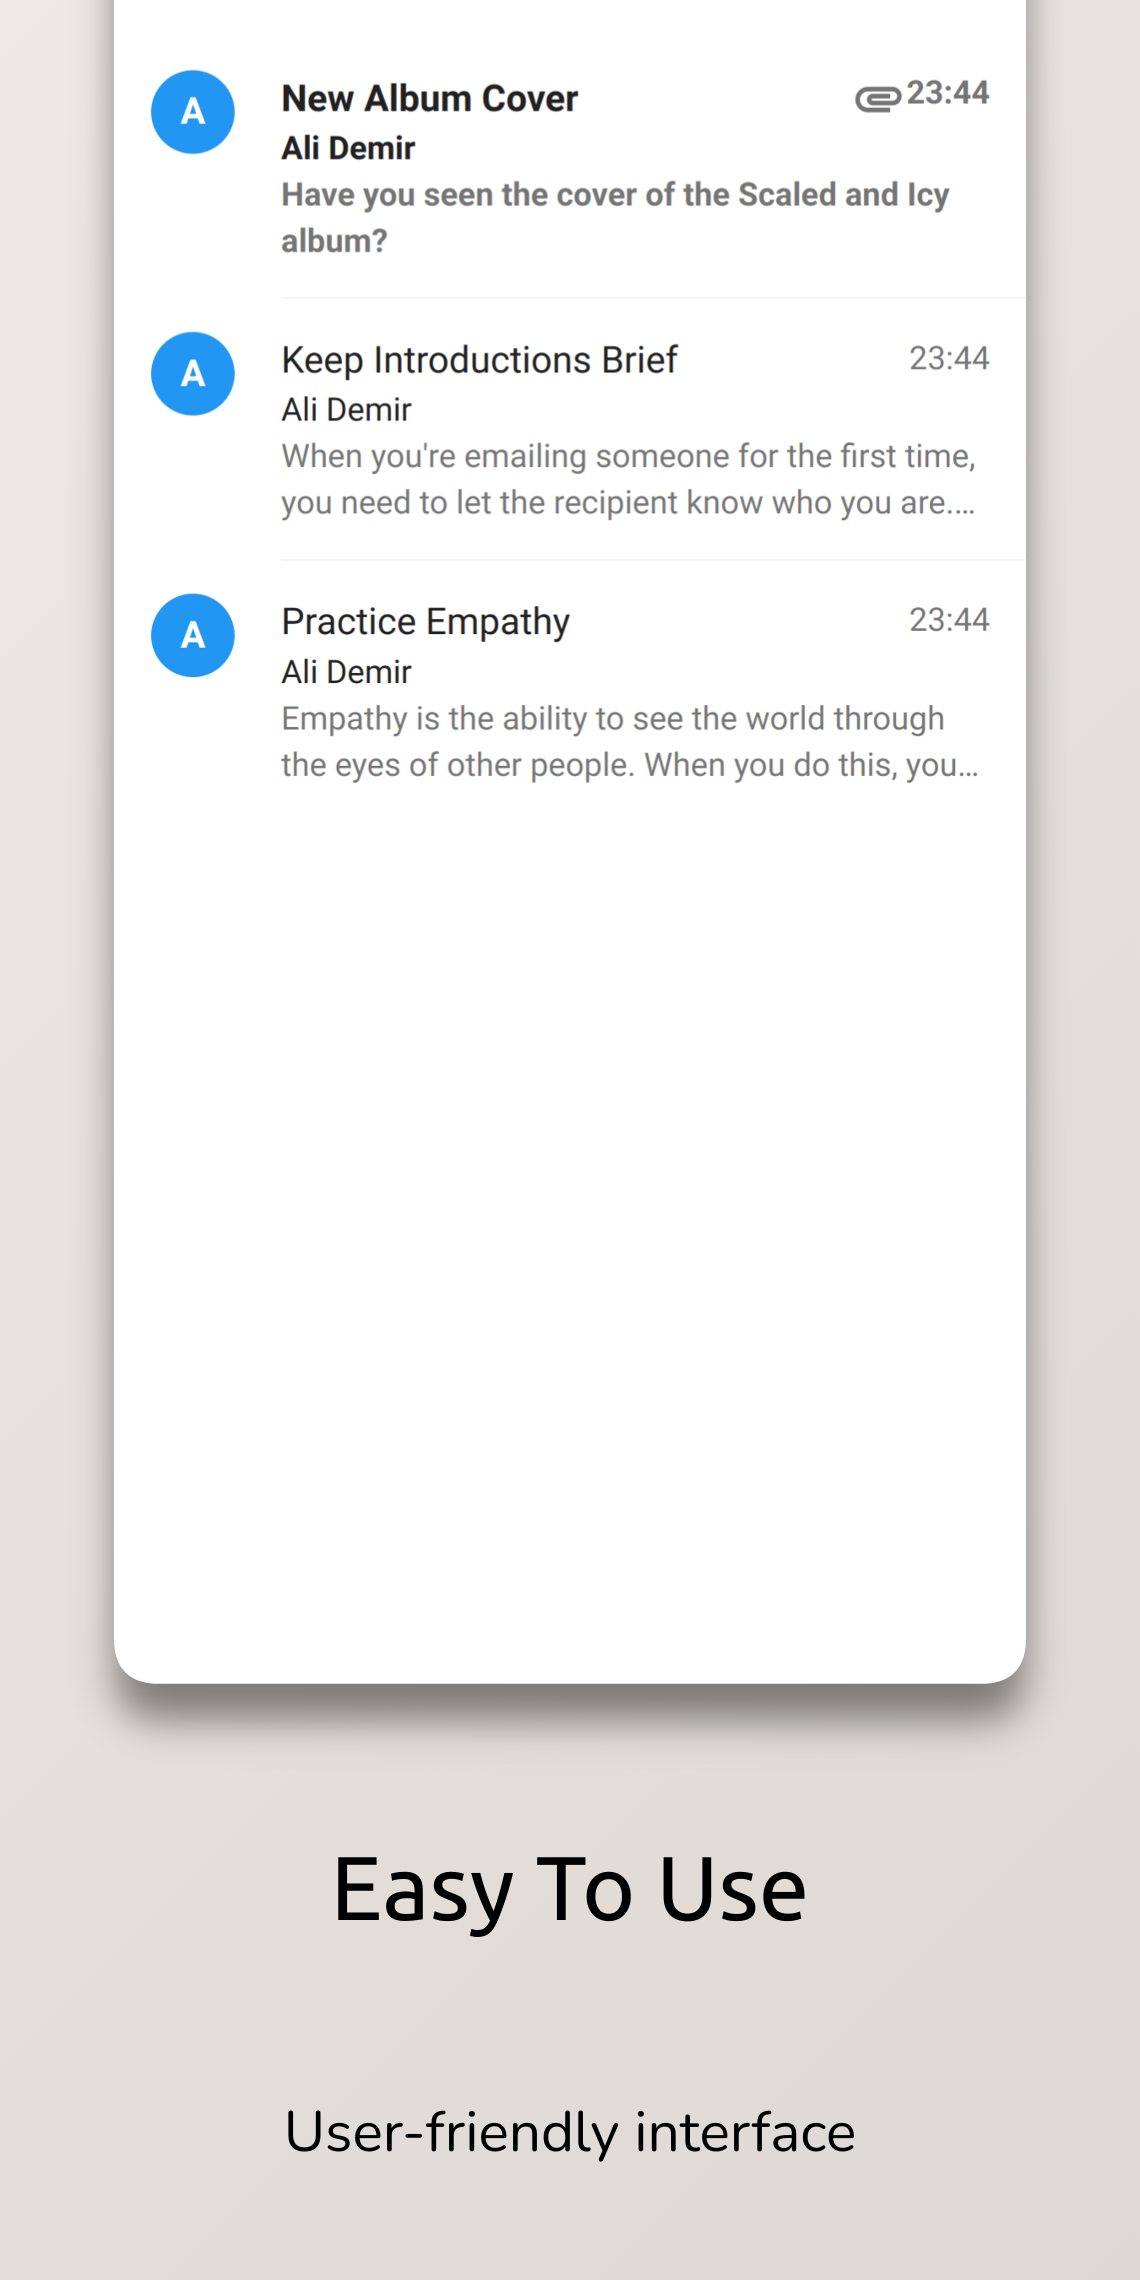 A
New Album Cover
23:44
Ali Demir
Have you seen the cover of the Scaled and Icy
album?
A
Keep Introductions Brief
23:44
Ali Demir
When you're emailing someone for the first time,
you need to let the recipient know who you are....
A
Practice Empathy
23:44
Ali Demir
Empathy is the ability to see the world through
the eyes of other people. When you do this, you...
Easy To Use
User-friendly interface